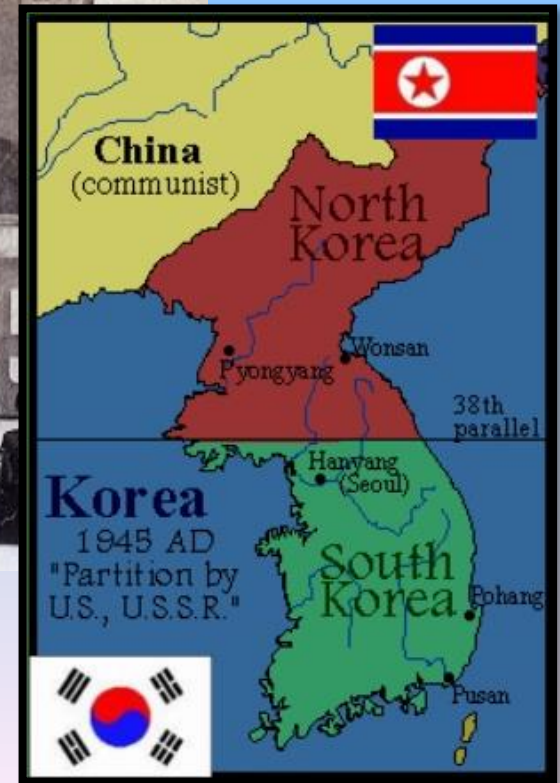 China
(communist)
North
Korea
Wonsan
Pyongyang
38th
parallel
Hanyang
(Seoul)
Korea
1945 AD
"Partition by
U.S., U.S.S.R."
South
Korea
Pohang
Pusan